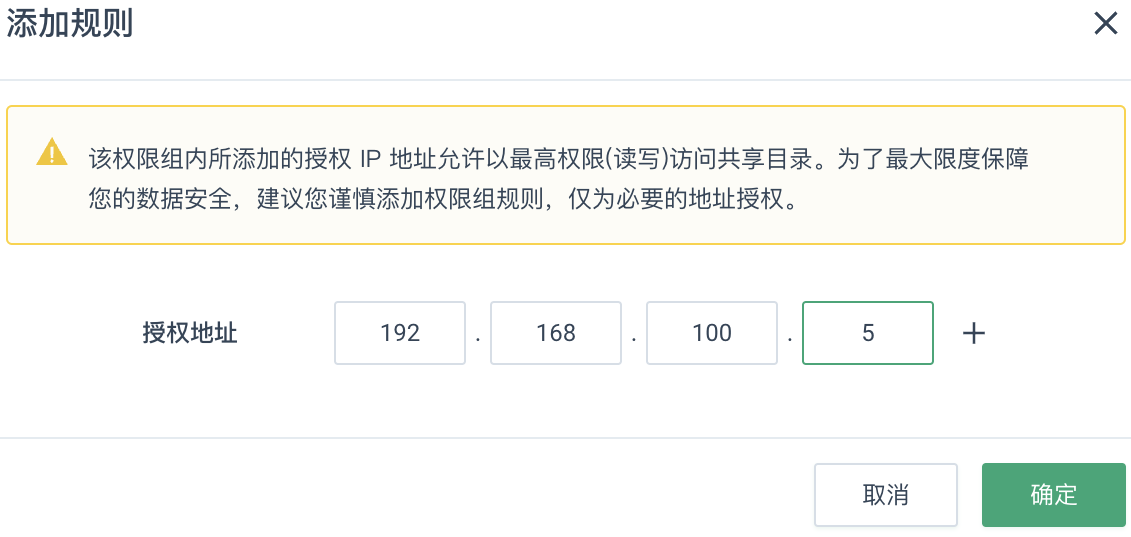 添加规则
该权限组内所添加的授权 IP 地址允许以最高权限(读写)访问共享目录。为了最大限度保障
您的数据安全，建议您谨慎添加权限组规则，仅为必要的地址授权。
授权地址 192 . 168 . 100 . 5 +
取消 确定